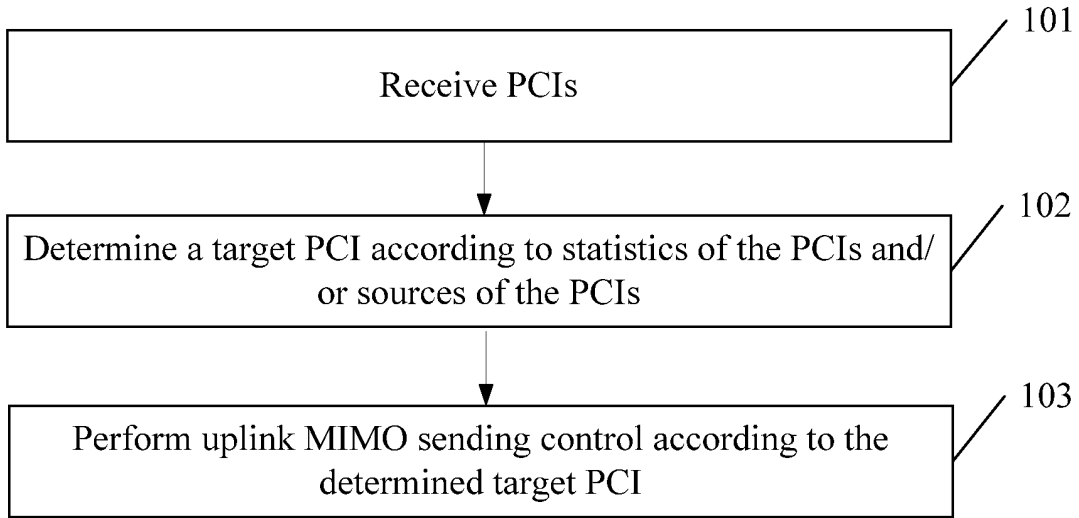 101
Receive PCIs
102
Determine a target PCI according to statistics of the PCIs and/
or sources of the PCIs
103
Perform uplink MIMO sending control according to the
determined target PCI